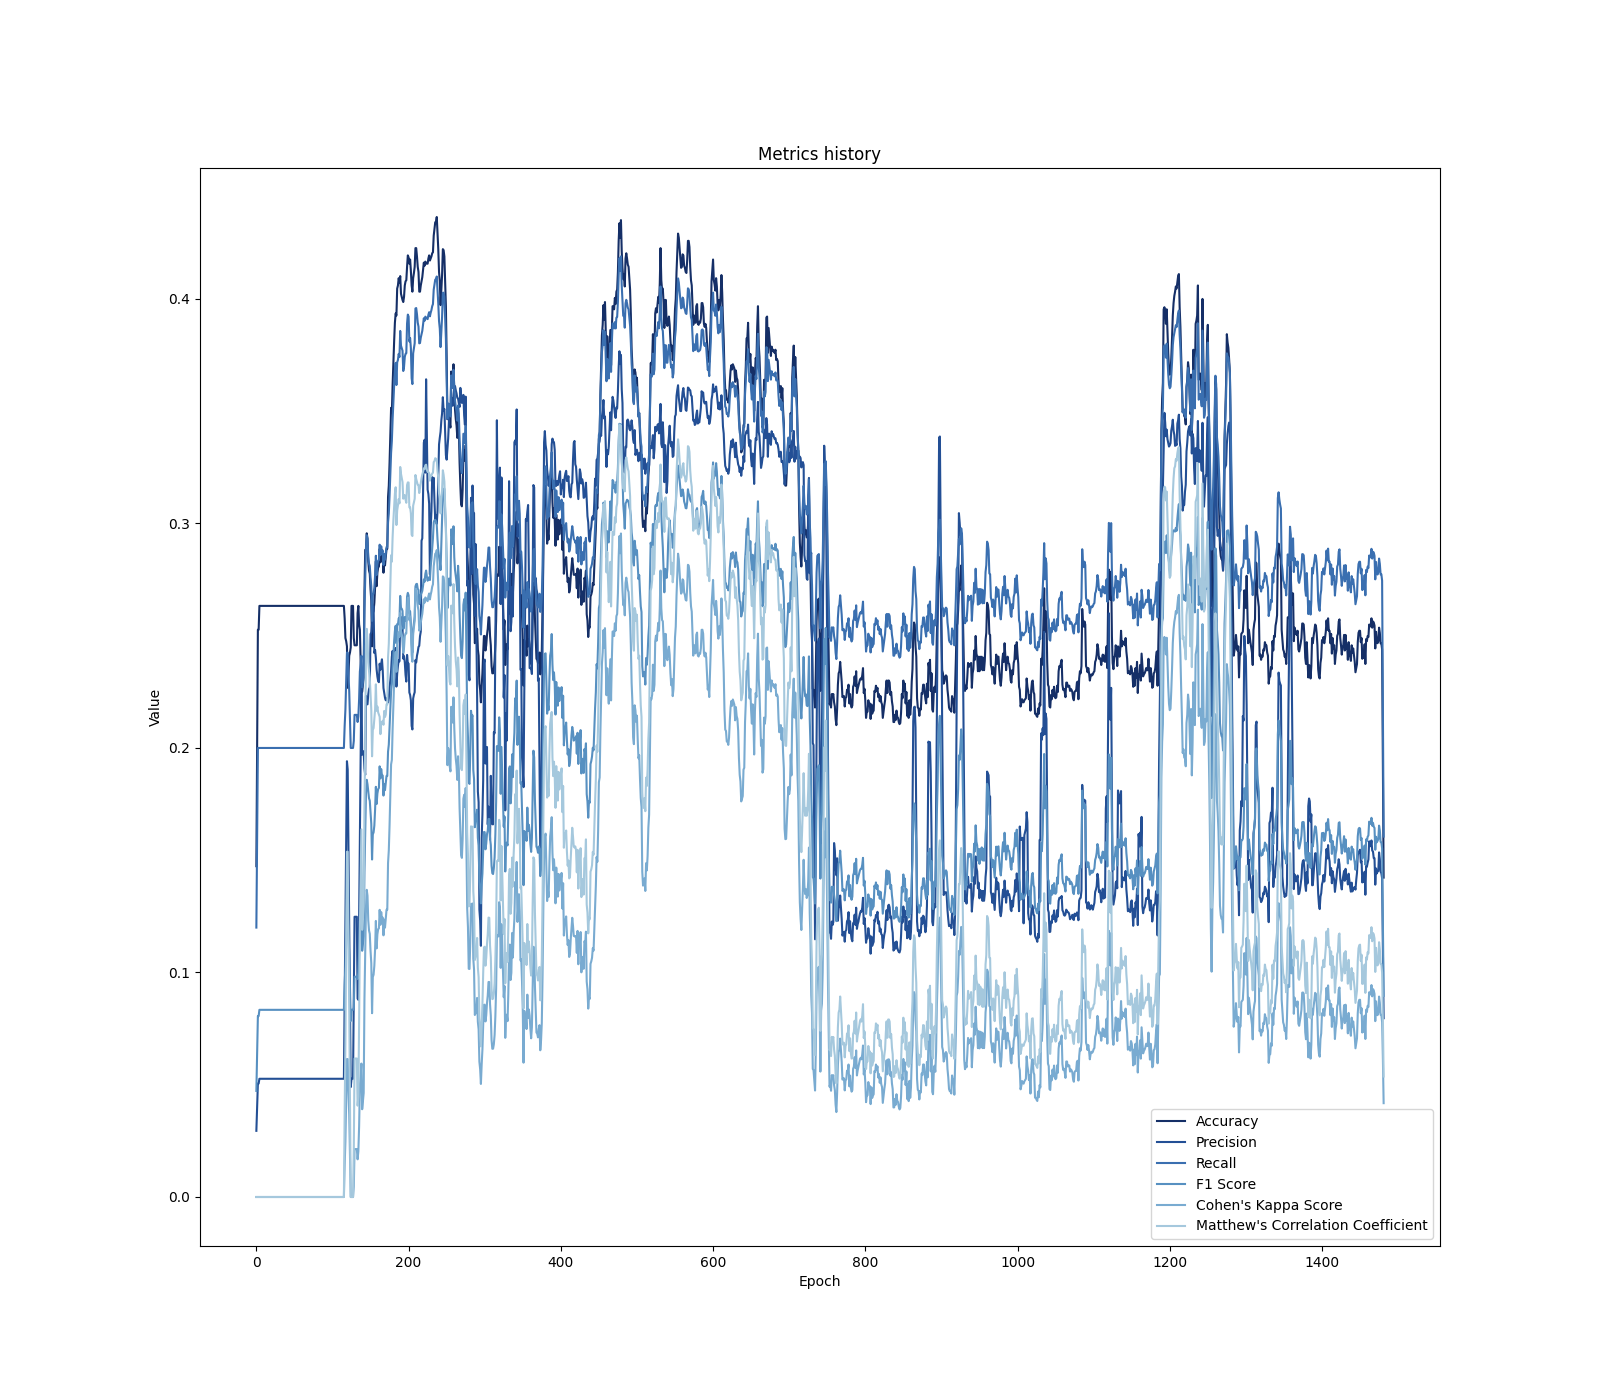 Metrics history
Value
0.4
0.3
0.2
0.1
0.0
0 200 400 600 800 1000 1200 1400
Epoch
Accuracy
Precision
Recall
F1 Score
Cohen's Kappa Score
Matthew's Correlation Coefficient